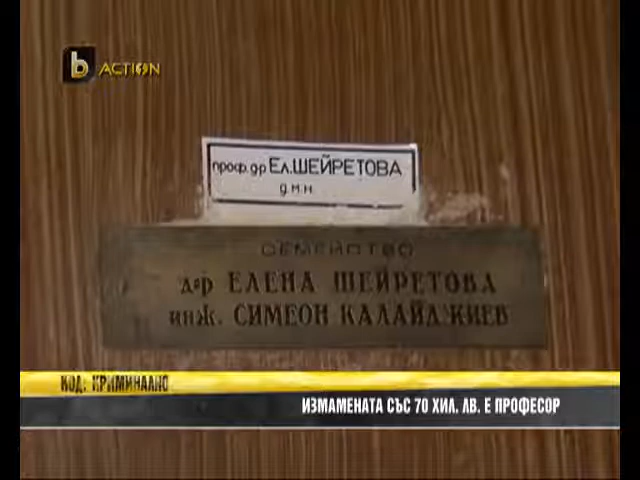 b ACTION
проф. др Ел. ШЕЙРЕТОВА
д.м.н.
СЕМЕЙСТВО
д-р ЕЛЕНА ШЕЙРЕТОВА
инж. СИМЕОН КАЛАЙДЖИЕВ
КОД: КРИМИНАЛНО
ИЗМАМЕНАТА СЪС 70 ХИЛ. ЛВ. Е ПРОФЕСОР